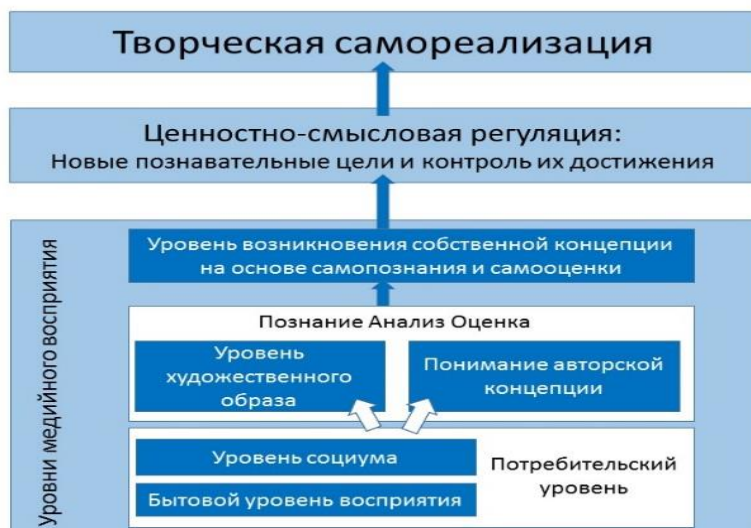 Творческая самореализация
Ценностно-смысловая регуляция:
Новые познавательные цели и контроль их достижения
Уровни медийного восприятия
Уровень возникновения собственной концепции
на основе самопознания и самооценки
Познание Анализ Оценка
Уровень
художественного
образа
Понимание авторской
концепции
Уровень социума
Бытовой уровень восприятия
Потребительский
уровень